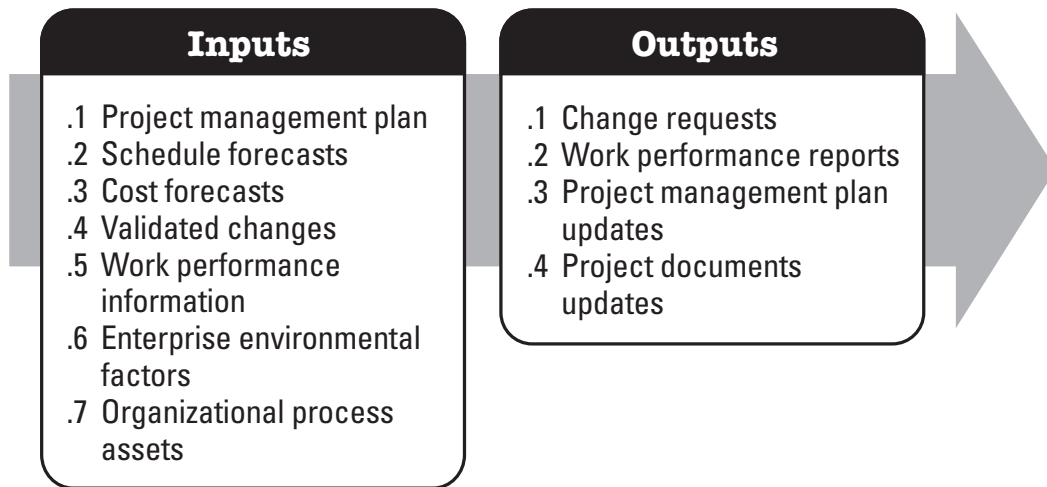 Inputs
.1 Project management plan
.2 Schedule forecasts
.3 Cost forecasts
.4 Validated changes
.5 Work performance
information
.6 Enterprise environmental
factors
.7 Organizational process
assets
Outputs
.1 Change requests
.2 Work performance reports
.3 Project management plan
updates
.4 Project documents
updates